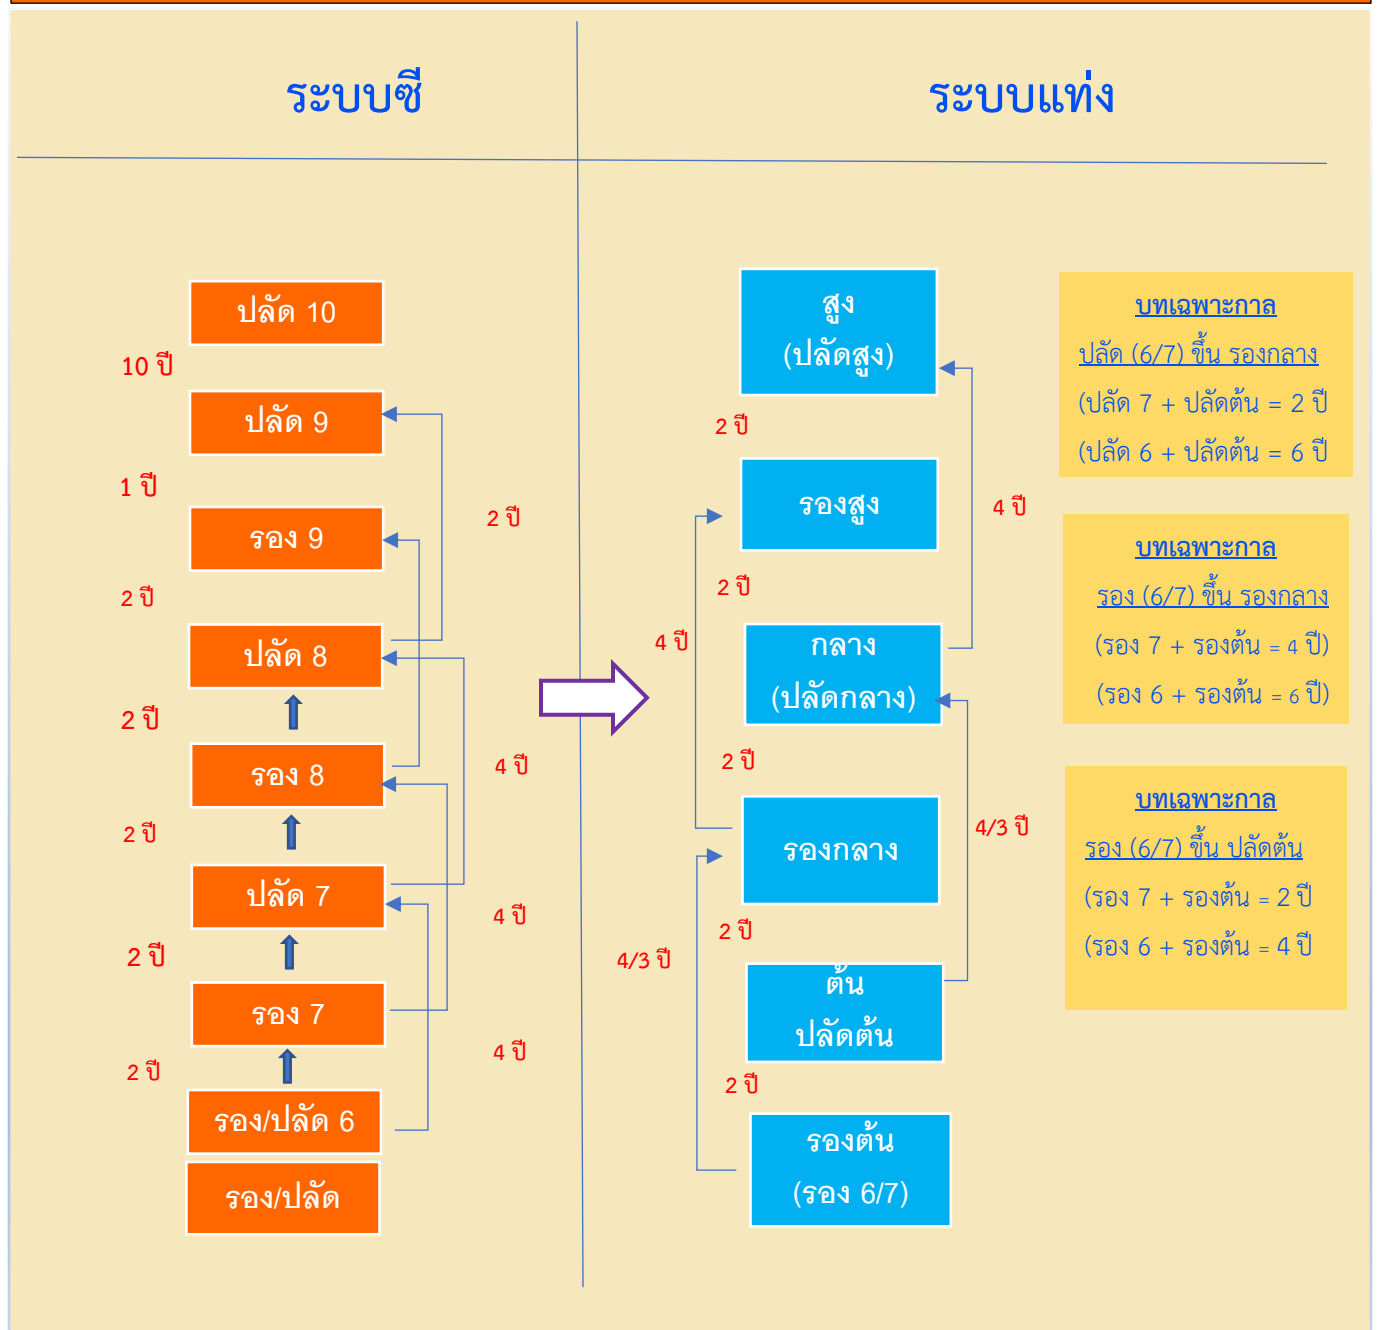 ระบบซี
ระบบแท่ง
ปลัด 10
10 ปี
ปลัด 9
1 ปี
รอง 9
2 ปี
2 ปี
ปลัด 8
2 ปี
รอง 8
4 ปี
2 ปี
ปลัด 7
4 ปี
2 ปี
รอง 7
4 ปี
2 ปี
รอง/ปลัด 6
รอง/ปลัด
สูง
(ปลัดสูง)
2 ปี
รองสูง
4 ปี
2 ปี
4 ปี
กลาง
(ปลัดกลาง)
2 ปี
รองกลาง
4/3 ปี
2 ปี
4/3 ปี
ต้น
ปลัดต้น
2 ปี
รองต้น
(รอง 6/7)
บทเฉพาะกาล
ปลัด (6/7) ขึ้น รองกลาง
(ปลัด 7 + ปลัดต้น = 2 ปี
(ปลัด 6 + ปลัดต้น = 6 ปี
บทเฉพาะกาล
รอง (6/7) ขึ้น รองกลาง
(รอง 7 + รองต้น = 4 ปี)
(รอง 6 + รองต้น = 6 ปี)
บทเฉพาะกาล
รอง (6/7) ขึ้น ปลัดต้น
(รอง 7 + รองต้น = 2 ปี
(รอง 6 + รองต้น = 4 ปี